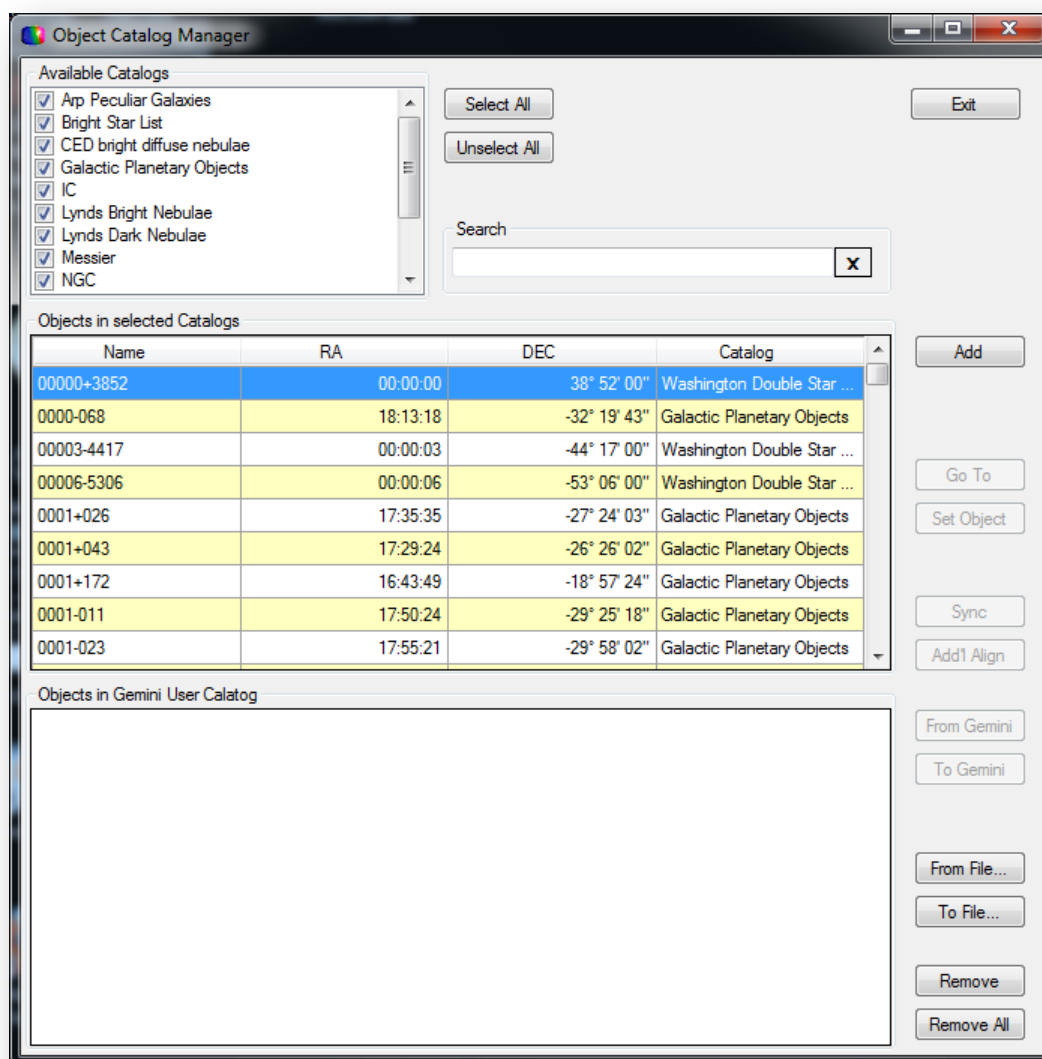 Object Catalog Manager
Available Catalogs
Arp Peculiar Galaxies
Bright Star List
CED bright diffuse nebulae
Galactic Planetary Objects
IC
Lynds Bright Nebulae
Lynds Dark Nebulae
Messier
NGC
Select All
Unselect All
Exit
Search
X
Objects in selected Catalogs
Name RA DEC Catalog
00000+3852 00:00:00 38° 52' 00" Washington Double Star ...
0000-068 18:13:18 -32° 19' 43" Galactic Planetary Objects
00003-4417 00:00:03 -44° 17' 00" Washington Double Star ...
00006-5306 00:00:06 -53° 06' 00" Washington Double Star ...
0001+026 17:35:35 -27° 24' 03" Galactic Planetary Objects
0001+043 17:29:24 -26° 26' 02" Galactic Planetary Objects
0001+172 16:43:49 -18° 57' 24" Galactic Planetary Objects
0001-011 17:50:24 -29° 25' 18" Galactic Planetary Objects
0001-023 17:55:21 -29° 58' 02" Galactic Planetary Objects
Add
Go To
Set Object
Sync
Add'l Align
Objects in Gemini User Calatog
From Gemini
To Gemini
From File...
To File...
Remove
Remove All